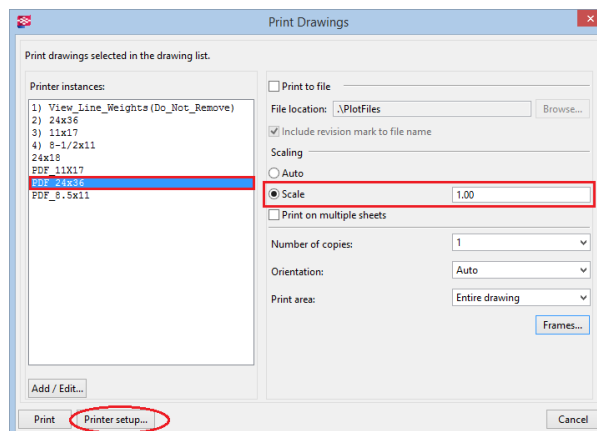 Print Drawings
x
Print drawings selected in the drawing list.
Printer instances:
1) View_Line_Weights(Do_Not_Remove)
2) 24x36
3) 11x17
4) 8-1/2x11
24x18
PDF_11X17
PDF 24x36
PDF_8.5x11
Add / Edit...
Print to file
File location: .\PlotFiles Browse...
Include revision mark to file name
Scaling
Auto
Scale 1.00
Print on multiple sheets
Number of copies: 1
Orientation: Auto
Print area: Entire drawing
Frames...
Print Printer setup... Cancel